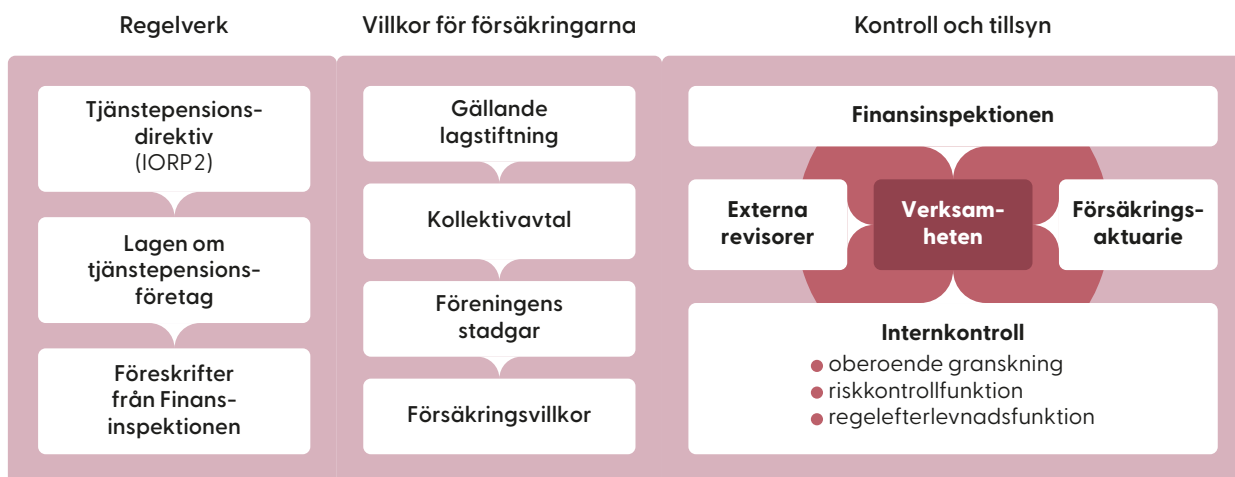 Regelverk
Tjänstepensions-
direktiv
(IORP2)
Lagen om
tjänstepensions-
företag
Föreskrifter
från Finans-
inspektionen
Villkor för försäkringarna
Gällande
lagstiftning
Kollektivavtal
Föreningens
stadgar
Försäkringsvillkor
Kontroll och tillsyn
Finansinspektionen
Externa
revisorer
Verksam-
heten
Försäkrings-
aktuarie
Internkontroll
oberoende granskning
riskkontrollfunktion
regelefterlevnadsfunktion